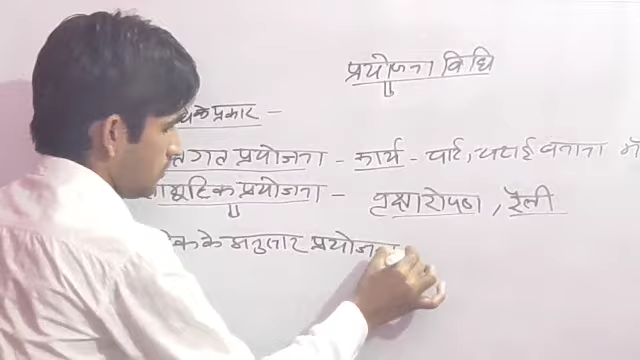 प्रयोजना विधि
के प्रकार -
गत प्रयोजना - कार्य - चार्ट, चटाई बनाना मॉ
सामूहिक प्रयोजना - वृक्षारोपण, रैली
के अनुसार प्रयोजन